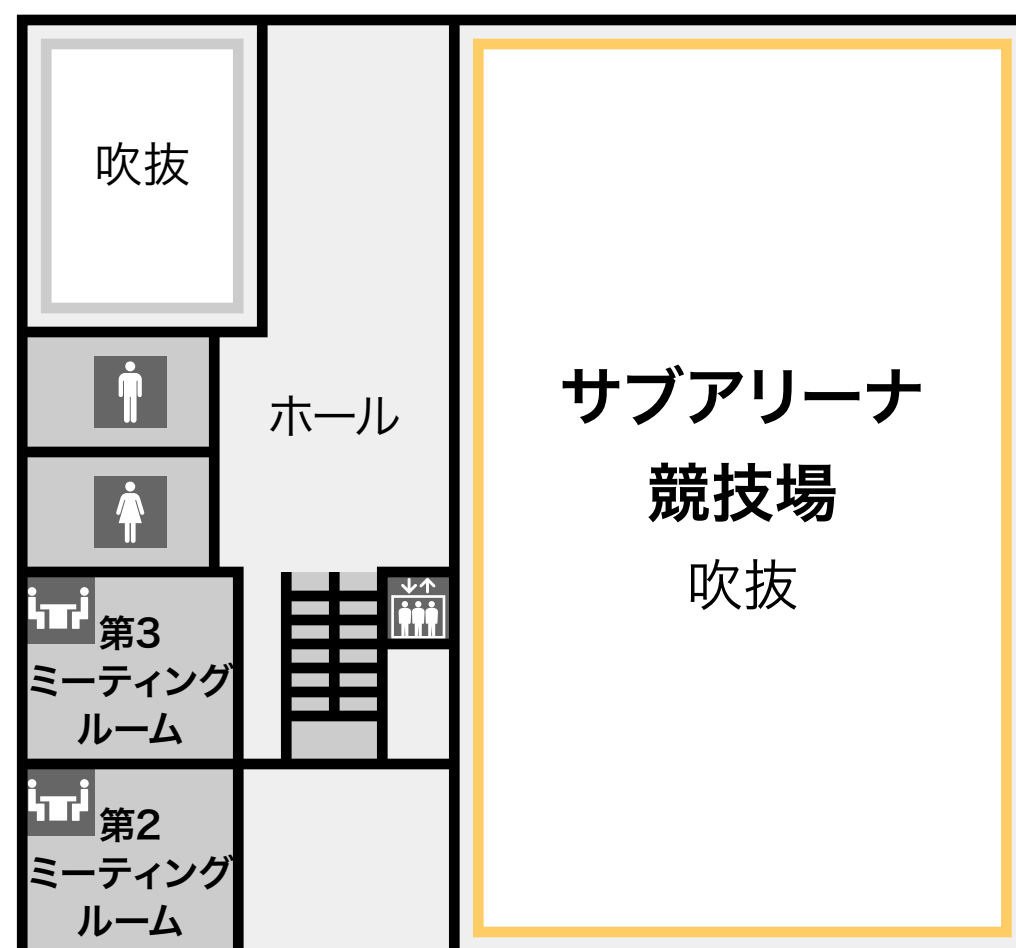 吹抜
ホール
サブアリーナ
競技場
吹抜
第3
ミーティング
ルーム
第2
ミーティング
ルーム